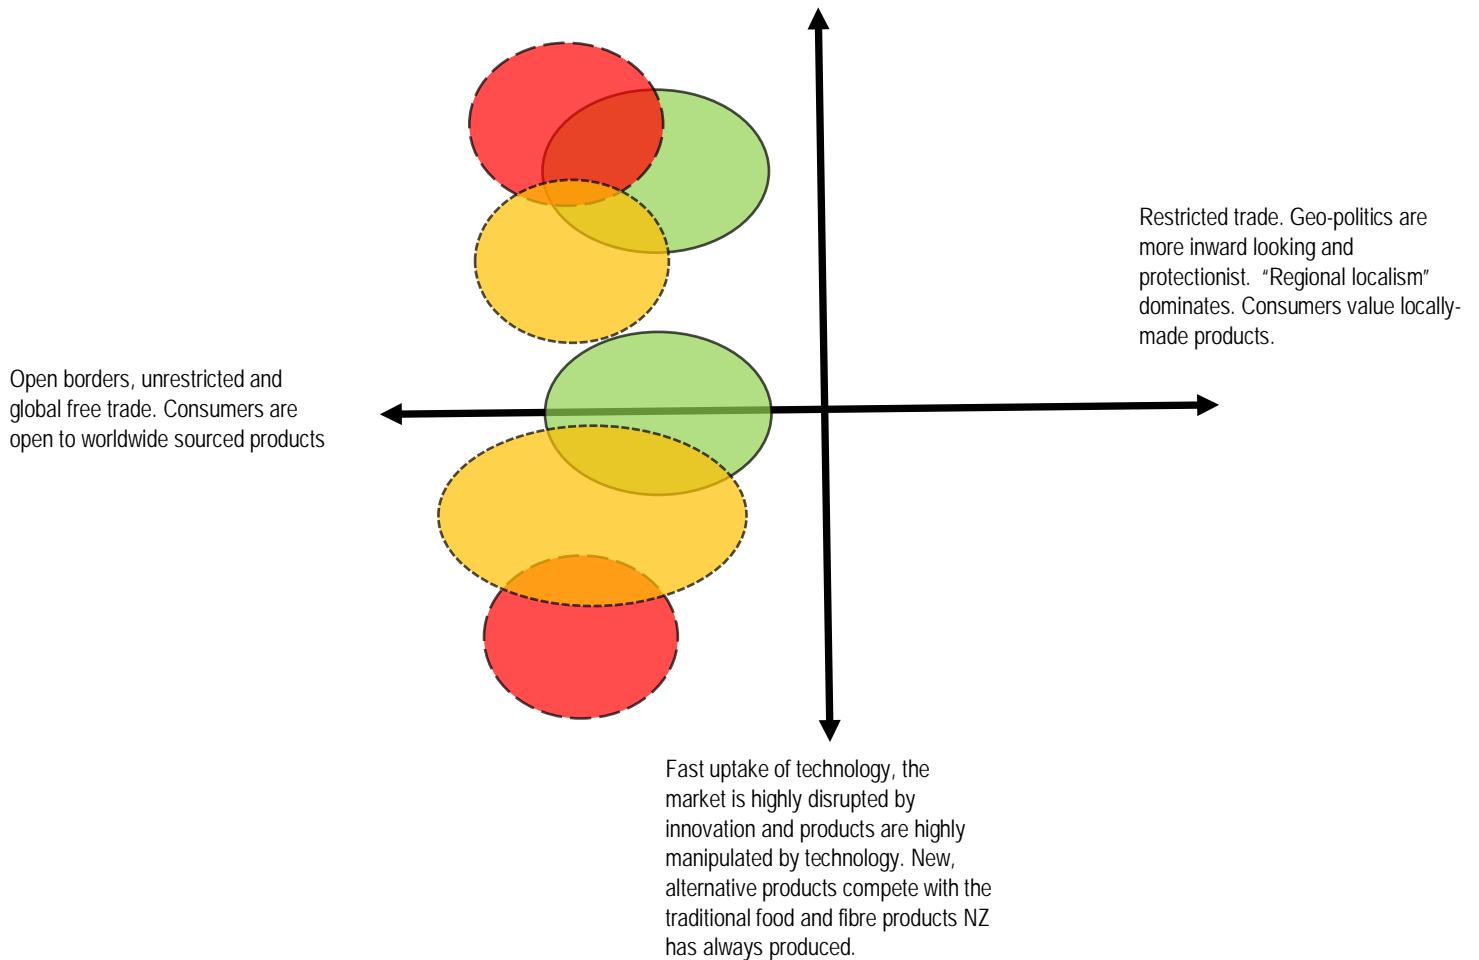 Restricted trade. Geo-politics are
more inward looking and
protectionist.  “Regional localism”
dominates. Consumers value locally-
made products.
Open borders, unrestricted and
global free trade. Consumers are
open to worldwide sourced products
Fast uptake of technology, the
market is highly disrupted by
innovation and products are highly
manipulated by technology. New,
alternative products compete with the
traditional food and fibre products NZ
has always produced.